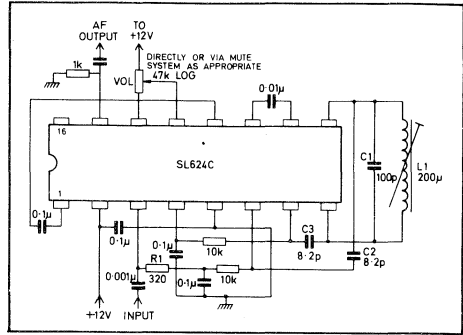 AF
OUTPUT
TO
+12V
DIRECTLY OR VIA MUTE
SYSTEM AS APPROPRIATE
1k
VOL
47k LOG
0·01μ
16
SL624C
C1
100p
L1
200μ
1
0·1μ
0·1μ
0·1μ
10k
C3
8·2p
C2
8·2p
R1
320
0·001μ
0·1μ
10k
+12V
INPUT